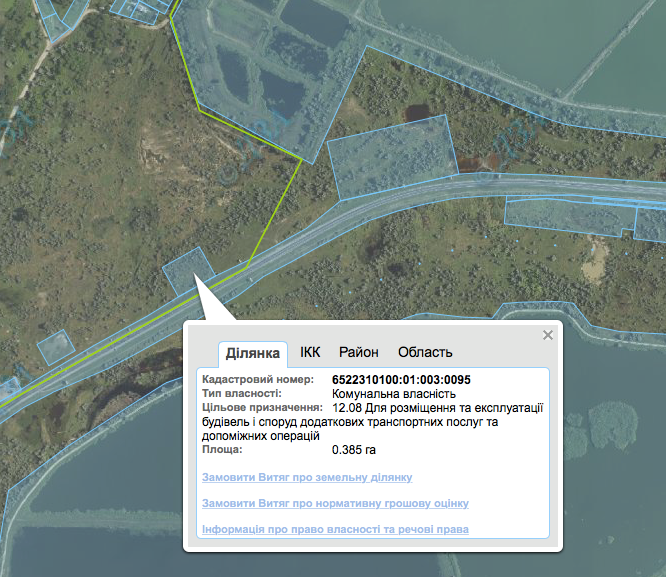 Ділянка ІКК Район Область
Кадастровий номер: 6522310100:01:003:0095
Тип власності: Комунальна власність
Цільове призначення: 12.08 Для розміщення та експлуатації
будівель і споруд додаткових транспортних послуг та
допоміжних операцій
Площа: 0.385 га
Замовити Витяг про земельну ділянку
Замовити Витяг про нормативну грошову оцінку
Інформація про право власності та речові права